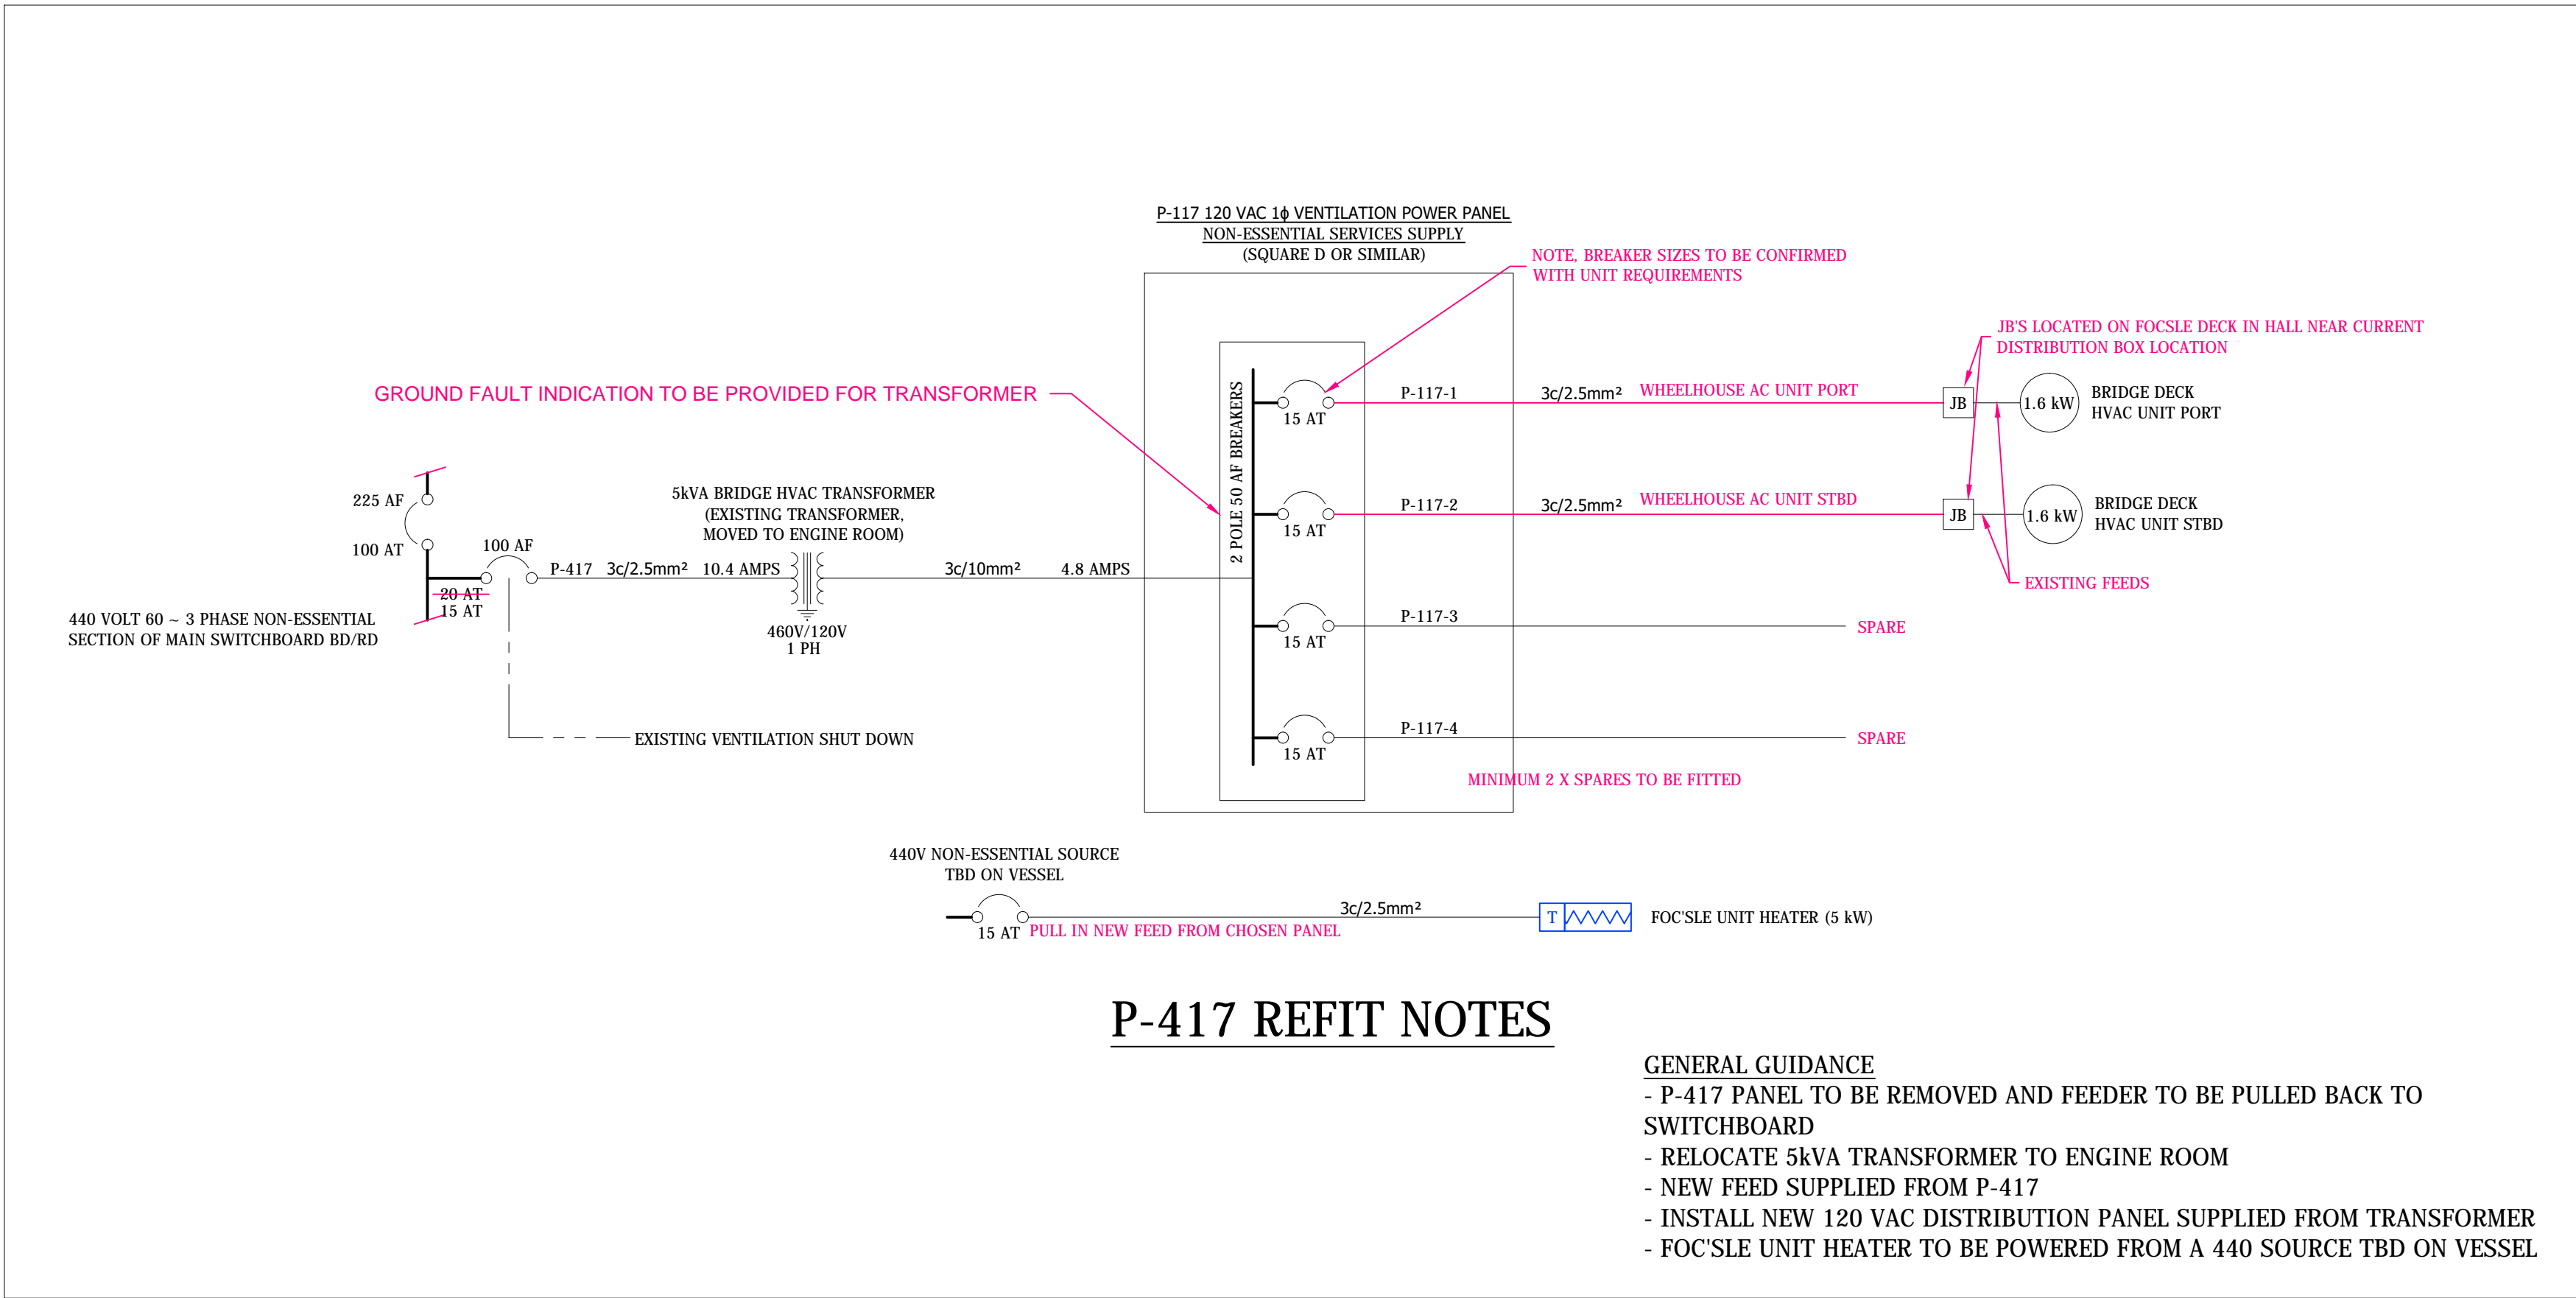 P-117 120 VAC 1ϕ VENTILATION POWER PANEL
NON-ESSENTIAL SERVICES SUPPLY
(SQUARE D OR SIMILAR)
NOTE, BREAKER SIZES TO BE CONFIRMED
WITH UNIT REQUIREMENTS
JB'S LOCATED ON FOCSLE DECK IN HALL NEAR CURRENT
DISTRIBUTION BOX LOCATION
GROUND FAULT INDICATION TO BE PROVIDED FOR TRANSFORMER
2 POLE 50 AF BREAKERS
15 AT
P-117-1
3c/2.5mm²
WHEELHOUSE AC UNIT PORT
JB
1.6 kW
BRIDGE DECK
HVAC UNIT PORT
15 AT
P-117-2
3c/2.5mm²
WHEELHOUSE AC UNIT STBD
JB
1.6 kW
BRIDGE DECK
HVAC UNIT STBD
EXISTING FEEDS
225 AF
100 AT
100 AF
20 AT
15 AT
440 VOLT 60 ~ 3 PHASE NON-ESSENTIAL
SECTION OF MAIN SWITCHBOARD BD/RD
P-417
3c/2.5mm²
10.4 AMPS
5kVA BRIDGE HVAC TRANSFORMER
(EXISTING TRANSFORMER,
MOVED TO ENGINE ROOM)
460V/120V
1 PH
3c/10mm²
4.8 AMPS
15 AT
P-117-3
SPARE
EXISTING VENTILATION SHUT DOWN
15 AT
P-117-4
SPARE
MINIMUM 2 X SPARES TO BE FITTED
440V NON-ESSENTIAL SOURCE
TBD ON VESSEL
15 AT
PULL IN NEW FEED FROM CHOSEN PANEL
3c/2.5mm²
T
FOC'SLE UNIT HEATER (5 kW)
P-417 REFIT NOTES
GENERAL GUIDANCE
- P-417 PANEL TO BE REMOVED AND FEEDER TO BE PULLED BACK TO
SWITCHBOARD
- RELOCATE 5kVA TRANSFORMER TO ENGINE ROOM
- NEW FEED SUPPLIED FROM P-417
- INSTALL NEW 120 VAC DISTRIBUTION PANEL SUPPLIED FROM TRANSFORMER
- FOC'SLE UNIT HEATER TO BE POWERED FROM A 440 SOURCE TBD ON VESSEL